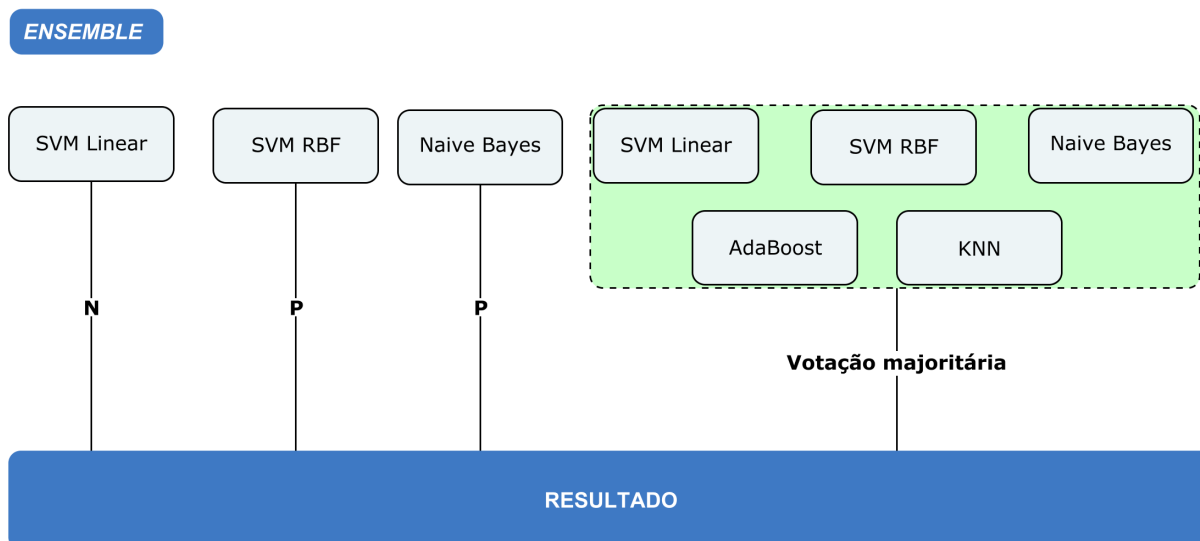 ENSEMBLE
SVM Linear
SVM RBF
Naive Bayes
SVM Linear
SVM RBF
Naive Bayes
AdaBoost
KNN
N
P
P
Votação majoritária
RESULTADO